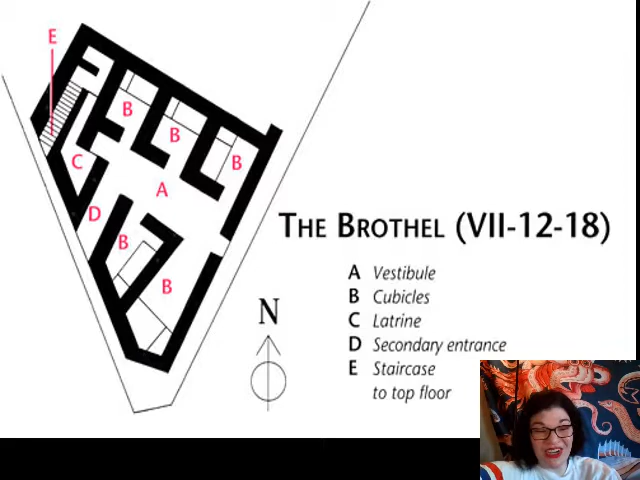 E
B
B
B
C
A
D
B
B
THE BROTHEL (VII-12-18)
A Vestibule
B Cubicles
C Latrine
D Secondary entrance
E Staircase
to top floor
N